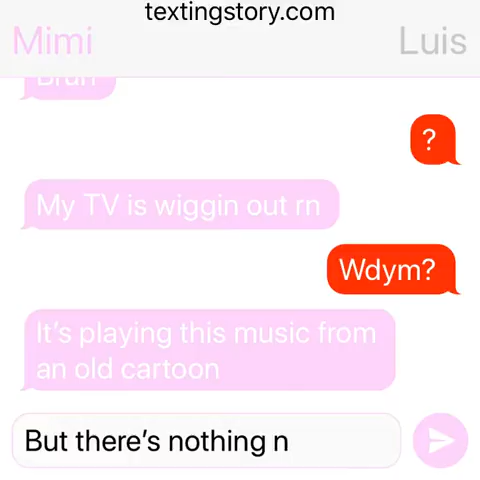 textingstory.com
Mimi
Luis
Bruh
?
My TV is wiggin out rn
Wdym?
It's playing this music from
an old cartoon
But there's nothing n